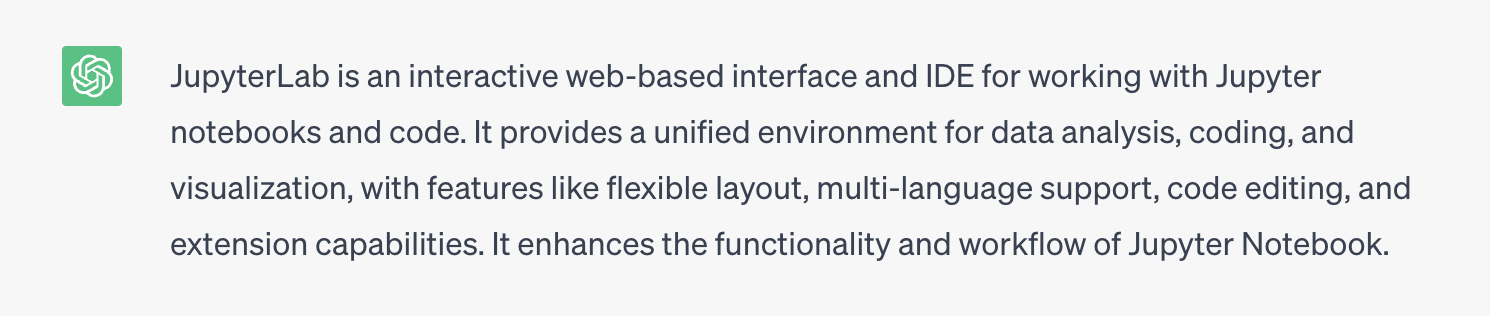 JupyterLab is an interactive web-based interface and IDE for working with Jupyter
notebooks and code. It provides a unified environment for data analysis, coding, and
visualization, with features like flexible layout, multi-language support, code editing, and
extension capabilities. It enhances the functionality and workflow of Jupyter Notebook.